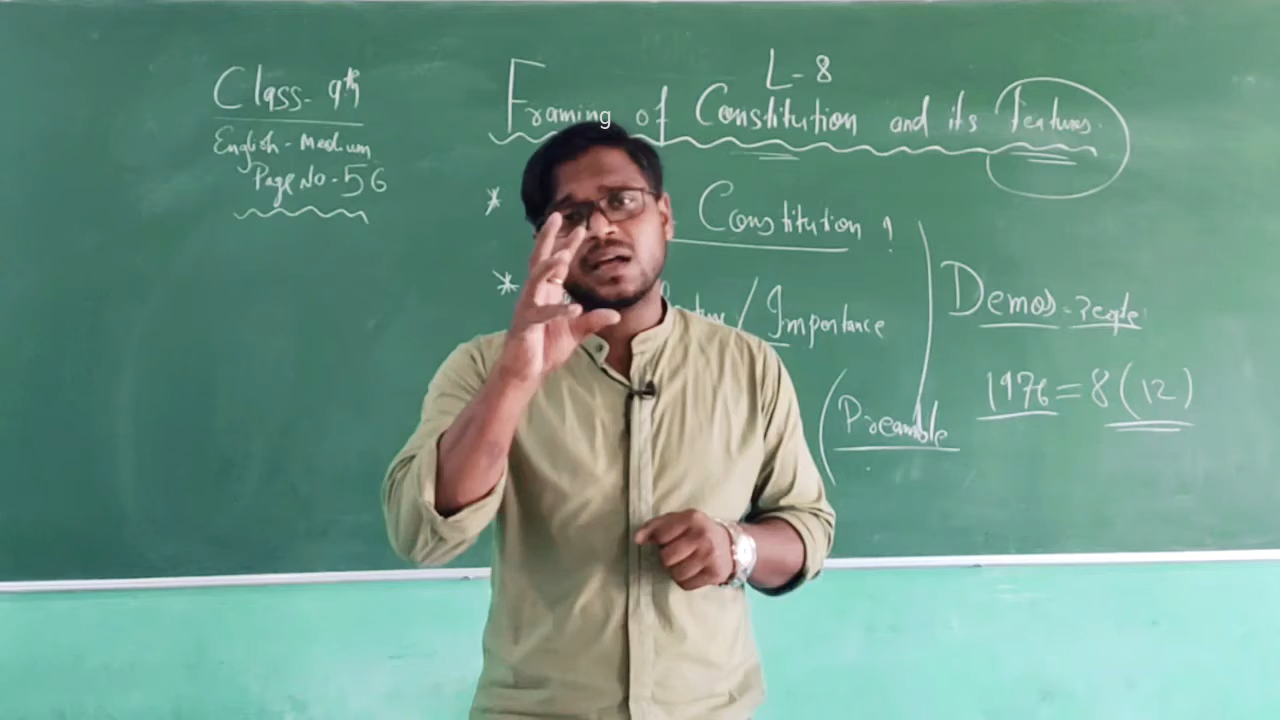 Class - 9th
English - Medium
Page No - 56
L - 8
Framing of Constitution and its Features.
* Constitution ?
* / Importance
(Preamble
Demos - People
1976 = 8 (12)